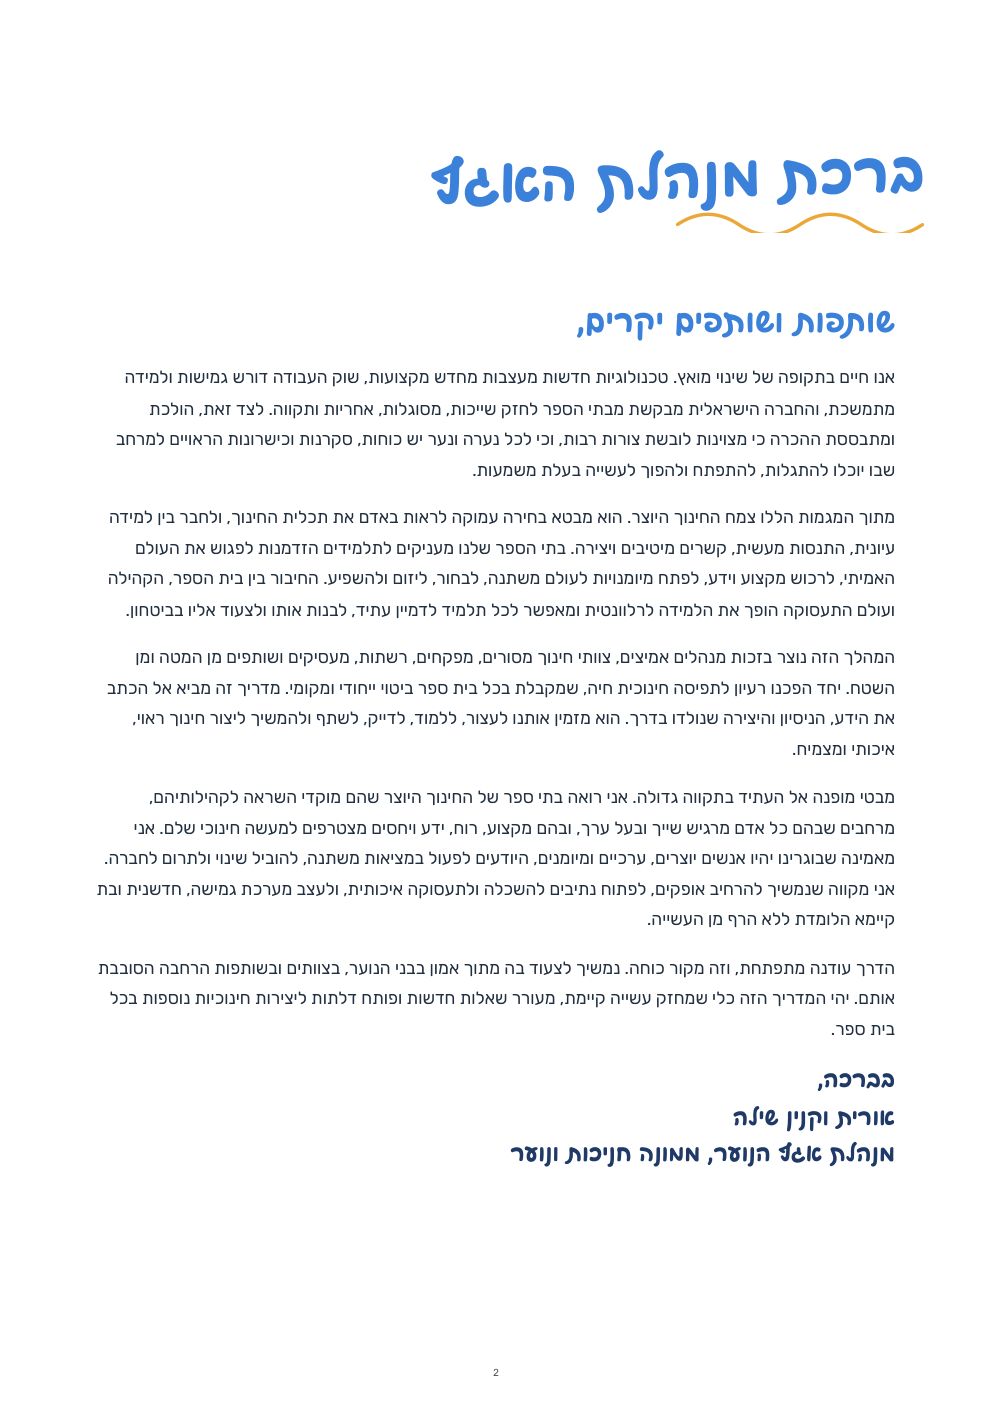 ברכת מנהלת האגף
שותפות ושותפים יקרים,
אנו חיים בתקופה של שינוי מואץ. טכנולוגיות חדשות מעצבות מחדש מקצועות, שוק העבודה דורש גמישות ולמידה
מתמשכת, והחברה הישראלית מבקשת מבתי הספר לחזק שייכות, מסוגלות, אחריות ותקווה. לצד זאת, הולכת
ומתבססת ההכרה כי מצוינות לובשת צורות רבות, וכי לכל נערה ונער יש כוחות, סקרנות וכישרונות הראויים למרחב
שבו יוכלו להתגלות, להתפתח ולהפוך לעשייה בעלת משמעות.
מתוך המגמות הללו צמח החינוך היוצר. הוא מבטא בחירה עמוקה לראות באדם את תכלית החינוך, ולחבר בין למידה
עיונית, התנסות מעשית, קשרים מיטיבים ויצירה. בתי הספר שלנו מעניקים לתלמידים הזדמנות לפגוש את העולם
האמיתי, לרכוש מקצוע וידע, לפתח מיומנויות לעולם משתנה, לבחור, ליזום ולהשפיע. החיבור בין בית הספר, הקהילה
ועולם התעסוקה הופך את הלמידה לרלוונטית ומאפשר לכל תלמיד לדמיין עתיד, לבנות אותו ולצעוד אליו בביטחון.
המהלך הזה נוצר בזכות מנהלים אמיצים, צוותי חינוך מסורים, מפקחים, רשתות, מעסיקים ושותפים מן המטה ומן
השטח. יחד הפכנו רעיון לתפיסה חינוכית חיה, שמקבלת בכל בית ספר ביטוי ייחודי ומקומי. מדריך זה מביא אל הכתב
את הידע, הניסיון והיצירה שנולדו בדרך. הוא מזמין אותנו לעצור, ללמוד, לדייק, לשתף ולהמשיך ליצור חינוך ראוי,
איכותי ומצמיח.
מבטי מופנה אל העתיד בתקווה גדולה. אני רואה בתי ספר של החינוך היוצר שהם מוקדי השראה לקהילותיהם,
מרחבים שבהם כל אדם מרגיש שייך ובעל ערך, ובהם מקצוע, רוח, ידע ויחסים מצטרפים למעשה חינוכי שלם. אני
מאמינה שבוגרינו יהיו אנשים יוצרים, ערכיים ומיומנים, היודעים לפעול במציאות משתנה, להוביל שינוי ולתרום לחברה.
אני מקווה שנמשיך להרחיב אופקים, לפתוח נתיבים להשכלה ולתעסוקה איכותית, ולעצב מערכת גמישה, חדשנית ובת
קיימא הלומדת ללא הרף מן העשייה.
הדרך עודנה מתפתחת, וזה מקור כוחה. נמשיך לצעוד בה מתוך אמון בבני הנוער, בצוותים ובשותפות הרחבה הסובבת
אותם. יהי המדריך הזה כלי שמחזק עשייה קיימת, מעורר שאלות חדשות ופותח דלתות ליצירות חינוכיות נוספות בכל
בית ספר.
בברכה,
אורית וקנין שילה
מנהלת אגף הנוער, ממונה חניכות ונוער
2